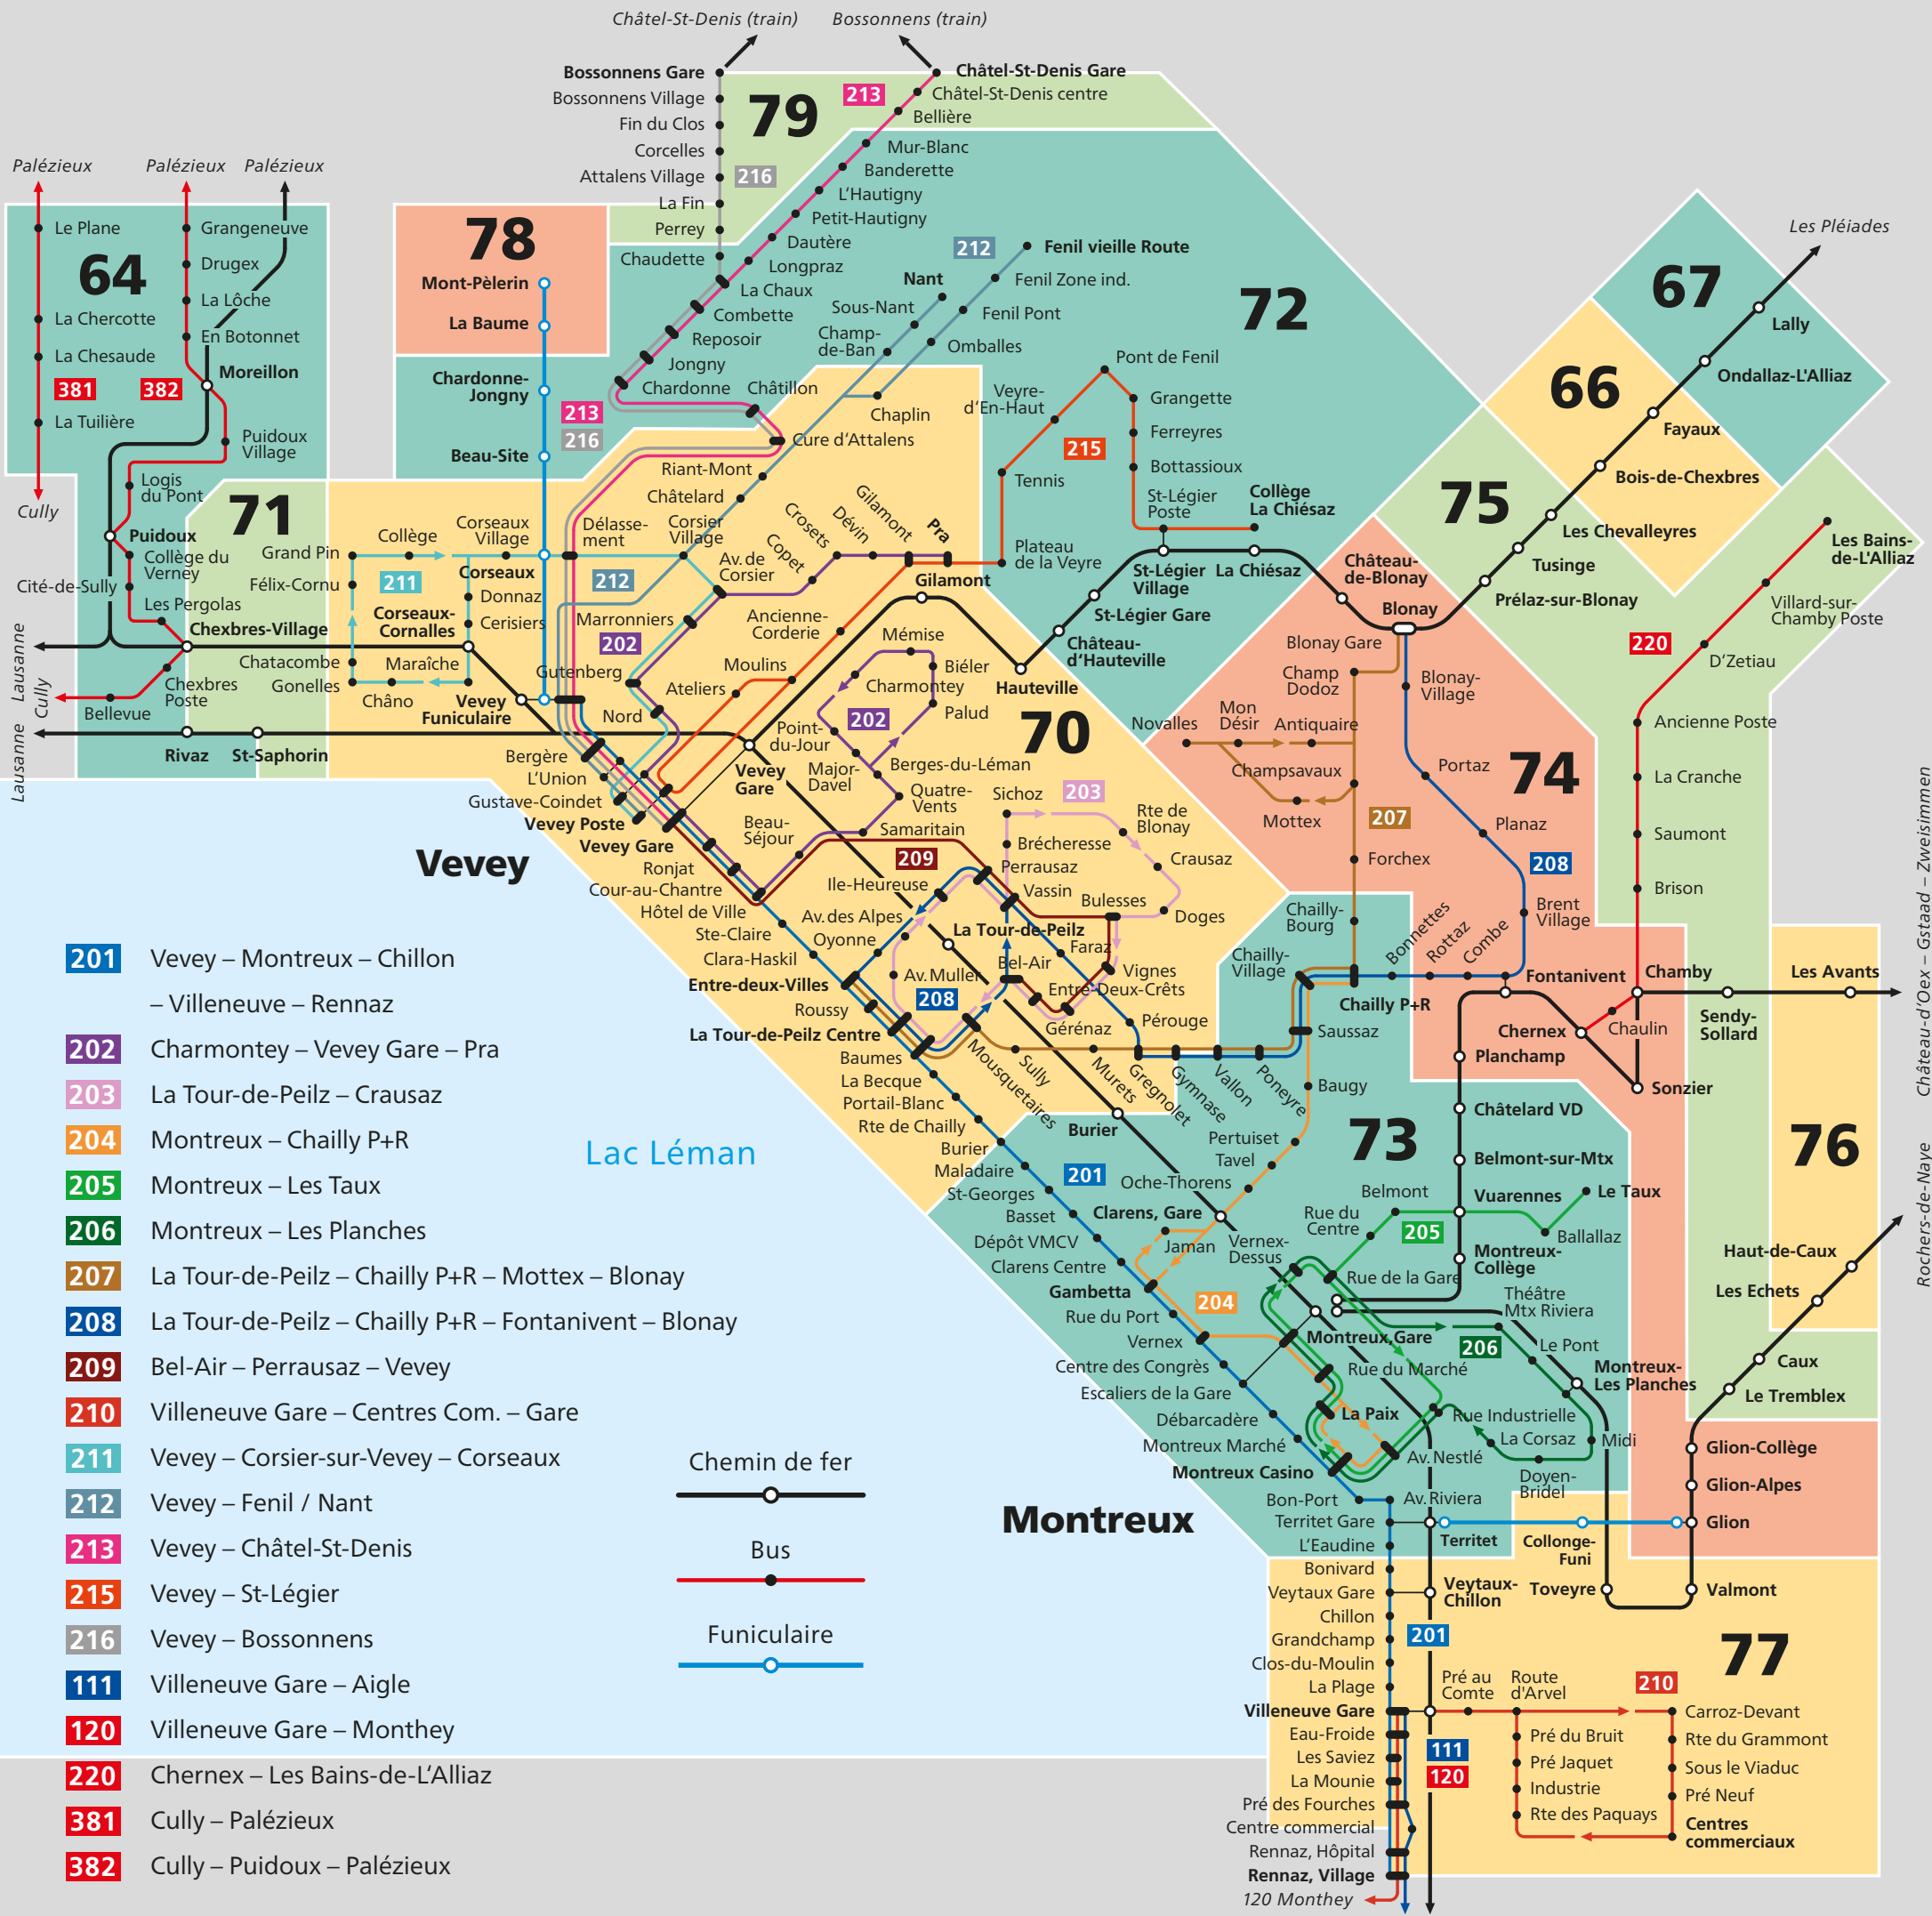 Châtel-St-Denis (train)
Bossonnens (train)
Bossonnens Gare
Bossonnens Village
Fin du Clos
Corcelles
Attalens Village
La Fin
Perrey
Chaudette
79
213
216
Châtel-St-Denis Gare
Châtel-St-Denis centre
Bellière
Mur-Blanc
Banderette
L'Hautigny
Petit-Hautigny
Dautère
Longpraz
La Chaux
Combette
Reposoir
Jongny
Chardonne
Châtillon
Cure d'Attalens
213
216
Palézieux
Palézieux
Palézieux
64
Le Plane
La Chercotte
La Chesaude
La Tuilière
381
382
Cully
Grangeneuve
Drugex
La Lôche
En Botonnet
Moreillon
Puidoux
Village
Logis
du Pont
Puidoux
Collège du
Verney
Cité-de-Sully
Les Pergolas
Chexbres-Village
Chexbres
Poste
Bellevue
Lausanne
Cully
Lausanne
Rivaz
St-Saphorin
71
78
Mont-Pèlerin
La Baume
Chardonne-
Jongny
Beau-Site
Corseaux
Vevey
Funiculaire
Grand Pin
Collège
Corseaux
Village
Félix-Cornu
211
Donnaz
Cerisiers
Corseaux-
Cornalles
Chatacombe
Gonelles
Châno
Maraîche
Délasse-
ment
Corsier
Village
212
Marronniers
202
Gutenberg
Nord
Av. de
Corsier
Copet
Crosets
Dévin
Gilamont
Pra
Gilamont
212
Fenil vieille Route
Fenil Zone ind.
Fenil Pont
Omballes
Nant
Sous-Nant
Champ-
de-Ban
Chaplin
Riant-Mont
Châtelard
72
Pont de Fenil
Veyre-
d'En-Haut
Tennis
215
Grangette
Ferreyres
Bottassioux
St-Légier
Poste
Collège
La Chiésaz
Plateau
de la Veyre
St-Légier
Village
La Chiésaz
St-Légier Gare
Château-
d'Hauteville
Hauteville
Château-
de-Blonay
Blonay
Ancienne-
Corderie
Moulins
Ateliers
Mémise
Biéler
Charmontey
Palud
202
Point-
du-Jour
Major-
Davel
Berges-du-Léman
Quatre-
Vents
Samaritain
Beau-
Séjour
70
Vevey
Gare
Bergère
L'Union
Gustave-Coindet
Vevey Poste
Vevey Gare
Ronjat
Cour-au-Chantre
Hôtel de Ville
Ste-Claire
Clara-Haskil
Entre-deux-Villes
Roussy
La Tour-de-Peilz Centre
Baumes
La Becque
Portail-Blanc
Rte de Chailly
Burier
Maladaire
St-Georges
Basset
Dépôt VMCV
Clarens Centre
Gambetta
Rue du Port
Vernex
Centre des Congrès
Escaliers de la Gare
Débarcadère
Montreux Marché
Montreux Casino
Bon-Port
Territet Gare
L'Eaudine
Bonivard
Veytaux Gare
Chillon
Grandchamp
Clos-du-Moulin
La Plage
Villeneuve Gare
Eau-Froide
Les Saviez
La Mounie
Pré des Fourches
Centre commercial
Rennaz, Hôpital
Rennaz, Village
120 Monthey
Sichoz
203
Rte de
Blonay
Brécheresse
Crausaz
Perrausaz
209
Ile-Heureuse
Vassin
Bulesses
Doges
Av. des Alpes
Oyonne
La Tour-de-Peilz
Faraz
Bel-Air
Vignes
Av. Muller
208
Entre-Deux-Crêts
Gérénaz
Pérouge
Mousquetaires
Sully
Murets
Gregnolet
Gymnase
Vallon
Poneyre
Burier
201
Les Pléiades
67
Lally
Ondallaz-L'Alliaz
66
Fayaux
Bois-de-Chexbres
75
Les Chevalleyres
Tusinge
Prélaz-sur-Blonay
Les Bains-
de-L'Alliaz
Villard-sur-
Chamby Poste
220
D'Zetiau
Ancienne Poste
La Cranche
Saumont
Brison
Blonay Gare
Champ
Dodoz
Blonay-
Village
Novalles
Mon
Désir
Antiquaire
Champsavaux
Mottex
207
Portaz
74
Planaz
208
Forchex
Brent
Village
Chailly-
Bourg
Chailly-
Village
Bonnettes
Rottaz
Combe
Fontanivent
Chamby
Les Avants
Chailly P+R
Sendy-
Sollard
Chernex
Chaulin
Planchamp
Sonzier
Saussaz
Baugy
Châtelard VD
73
Pertuiset
Tavel
Oche-Thorens
Belmont-sur-Mtx
Vuarennes
Le Taux
Belmont
Rue du
Centre
205
Ballallaz
Clarens, Gare
Jaman
Vernex-
Dessus
Montreux-
Collège
Rue de la Gare
Théâtre
Mtx Riviera
204
Montreux, Gare
206
Le Pont
Rue du Marché
Montreux-
Les Planches
La Paix
Rue Industrielle
La Corsaz
Midi
Av. Nestlé
Doyen-
Bridel
Av. Riviera
Territet
Collonge-
Funi
Glion
Glion-Alpes
Glion-Collège
Toveyre
Valmont
Veytaux-
Chillon
76
Haut-de-Caux
Les Echets
Caux
Le Tremblex
Château-d'Oex – Gstaad – Zweisimmen
Rochers-de-Naye
77
201
Pré au
Comte
Route
d'Arvel
210
Carroz-Devant
Rte du Grammont
Sous le Viaduc
Pré Neuf
Centres
commerciaux
Pré du Bruit
Pré Jaquet
Industrie
Rte des Paquays
111
120
Vevey
Lac Léman
Montreux
201 Vevey – Montreux – Chillon
– Villeneuve – Rennaz
202 Charmontey – Vevey Gare – Pra
203 La Tour-de-Peilz – Crausaz
204 Montreux – Chailly P+R
205 Montreux – Les Taux
206 Montreux – Les Planches
207 La Tour-de-Peilz – Chailly P+R – Mottex – Blonay
208 La Tour-de-Peilz – Chailly P+R – Fontanivent – Blonay
209 Bel-Air – Perrausaz – Vevey
210 Villeneuve Gare – Centres Com. – Gare
211 Vevey – Corsier-sur-Vevey – Corseaux
212 Vevey – Fenil / Nant
213 Vevey – Châtel-St-Denis
215 Vevey – St-Légier
216 Vevey – Bossonnens
111 Villeneuve Gare – Aigle
120 Villeneuve Gare – Monthey
220 Chernex – Les Bains-de-L'Alliaz
381 Cully – Palézieux
382 Cully – Puidoux – Palézieux
Chemin de fer
Bus
Funiculaire